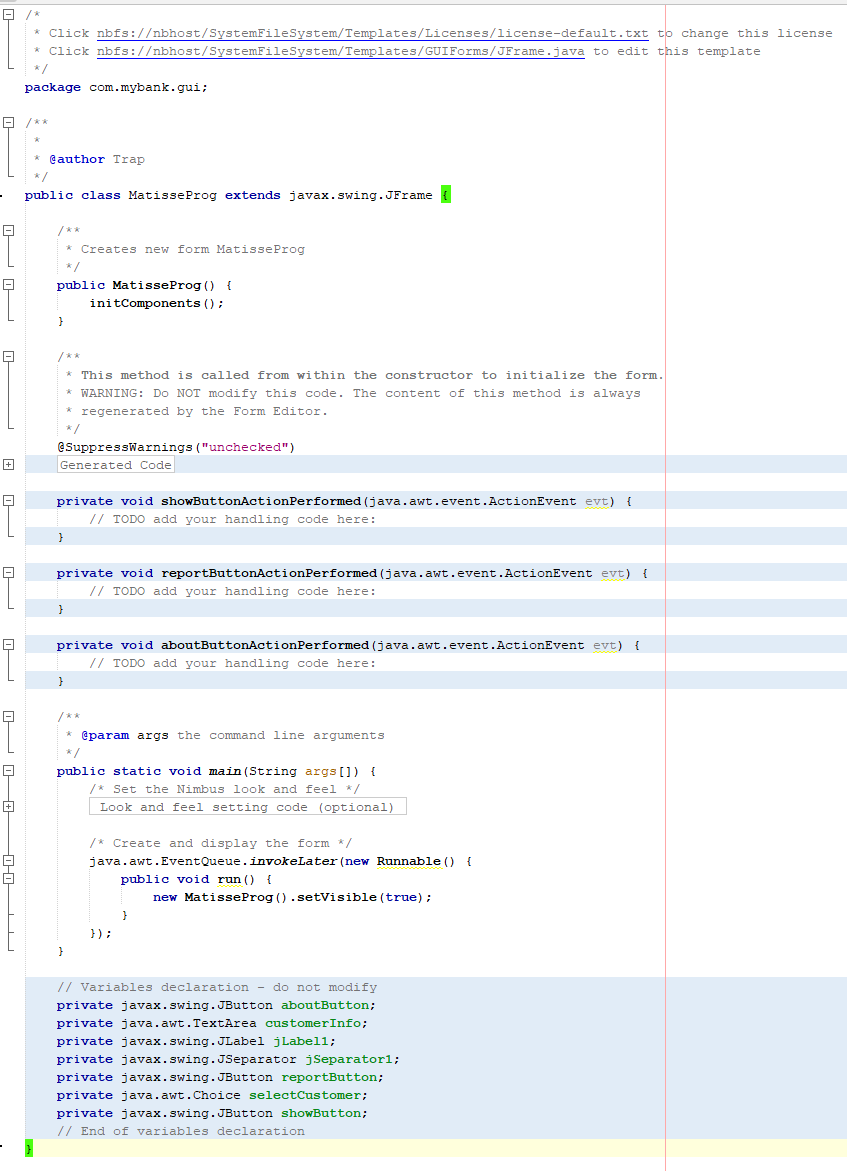 /*
 * Click nbfs://nbhost/SystemFileSystem/Templates/Licenses/license-default.txt to change this license
 * Click nbfs://nbhost/SystemFileSystem/Templates/GUIForms/JFrame.java to edit this template
 */
package com.mybank.gui;

/**
 *
 * @author Trap
 */
public class MatisseProg extends javax.swing.JFrame {

    /**
     * Creates new form MatisseProg
     */
    public MatisseProg() {
        initComponents();
    }

    /**
     * This method is called from within the constructor to initialize the form.
     * WARNING: Do NOT modify this code. The content of this method is always
     * regenerated by the Form Editor.
     */
    @SuppressWarnings("unchecked")
    Generated Code

    private void showButtonActionPerformed(java.awt.event.ActionEvent evt) {
        // TODO add your handling code here:
    }

    private void reportButtonActionPerformed(java.awt.event.ActionEvent evt) {
        // TODO add your handling code here:
    }

    private void aboutButtonActionPerformed(java.awt.event.ActionEvent evt) {
        // TODO add your handling code here:
    }

    /**
     * @param args the command line arguments
     */
    public static void main(String args[]) {
        /* Set the Nimbus look and feel */
        Look and feel setting code (optional)

        /* Create and display the form */
        java.awt.EventQueue.invokeLater(new Runnable() {
            public void run() {
                new MatisseProg().setVisible(true);
            }
        });
    }

    // Variables declaration - do not modify
    private javax.swing.JButton aboutButton;
    private java.awt.TextArea customerInfo;
    private javax.swing.JLabel jLabel1;
    private javax.swing.JSeparator jSeparator1;
    private javax.swing.JButton reportButton;
    private java.awt.Choice selectCustomer;
    private javax.swing.JButton showButton;
    // End of variables declaration
}